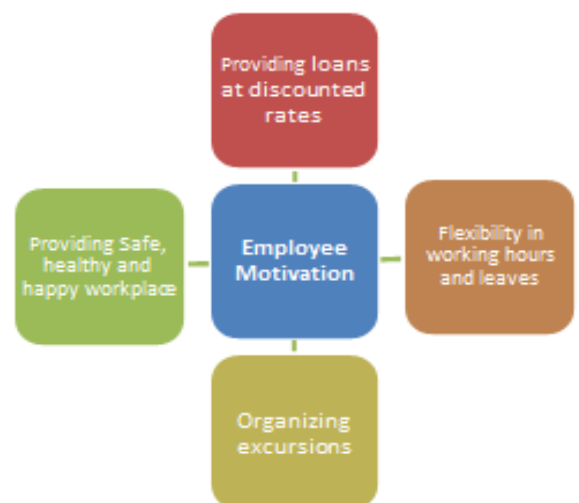 Providing loans
at discounted
rates
Providing Safe,
healthy and
happy workplace
Employee
Motivation
Flexibility in
working hours
and leaves
Organizing
excursions